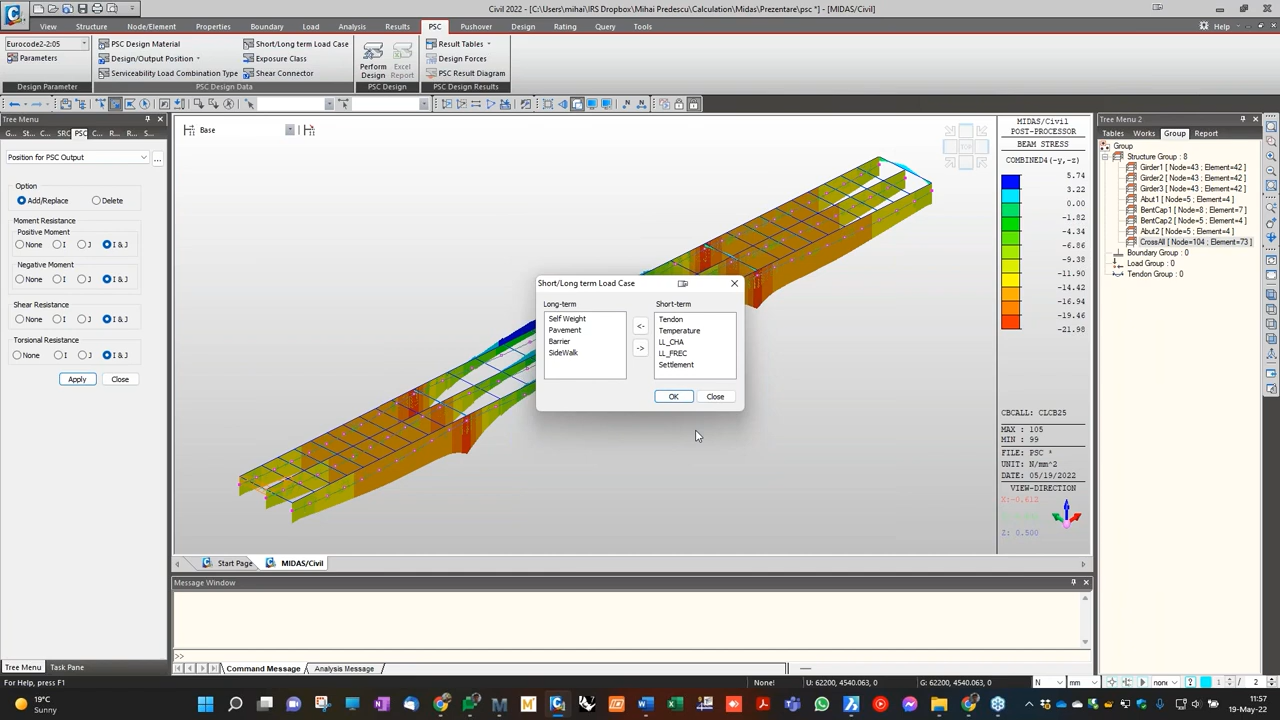 Civil 2022 - [C:\Users\mihai\IRS Dropbox\Mihai Predescu\Calculation\Midas\Prezentare\psc *] - [MIDAS/Civil]
View Structure Node/Element Properties Boundary Load Analysis Results PSC Pushover Design Rating Query Tools Help
Eurocode2-2:05
Parameters
Design Parameter
PSC Design Material
Design/Output Position
Serviceability Load Combination Type
Short/Long term Load Case
Exposure Class
Shear Connector
PSC Design Data
Perform Design
Excel Report
PSC Design
Result Tables
Design Forces
PSC Result Diagram
PSC Design Results
Tree Menu
G... St... C... SRC PSC C... R... R... S...
Position for PSC Output
...
Option
Add/Replace Delete
Moment Resistance
Positive Moment
None I J I & J
Negative Moment
None I J I & J
Shear Resistance
None I J I & J
Torsional Resistance
None I J I & J
Apply Close
Tree Menu Task Pane
Base
Short/Long term Load Case
Long-term Short-term
Self Weight
Pavement
Barrier
SideWalk
<-
->
Tendon
Temperature
LL_CHA
LL_FREC
Settlement
OK Close
MIDAS/Civil
POST-PROCESSOR
BEAM STRESS
COMBINED4(-y,-z)
5.74
3.22
0.00
-1.82
-4.34
-6.86
-9.38
-11.90
-14.42
-16.94
-19.46
-21.98
CBCALL: CLCB25
MAX : 105
MIN : 99
FILE: PSC *
UNIT: N/mm^2
DATE: 05/19/2022
VIEW-DIRECTION
X:-0.612
Z: 0.500
Start Page MIDAS/Civil
Message Window
>>
Command Message Analysis Message
Tree Menu 2
Tables Works Group Report
Group
Structure Group : 8
Girder1 [ Node=43 ; Element=42 ]
Girder2 [ Node=43 ; Element=42 ]
Girder3 [ Node=43 ; Element=42 ]
Abut1 [ Node=5 ; Element=4 ]
BentCap1 [ Node=8 ; Element=7 ]
BentCap2 [ Node=5 ; Element=4 ]
Abut2 [ Node=5 ; Element=4 ]
CrossAll [ Node=104 ; Element=73 ]
Boundary Group : 0
Load Group : 0
Tendon Group : 0
For Help, press F1
None! U: 62200, 4540.063, 0 G: 62200, 4540.063, 0 N mm none 1 / 2
19°C
Sunny
11:57
19-May-22